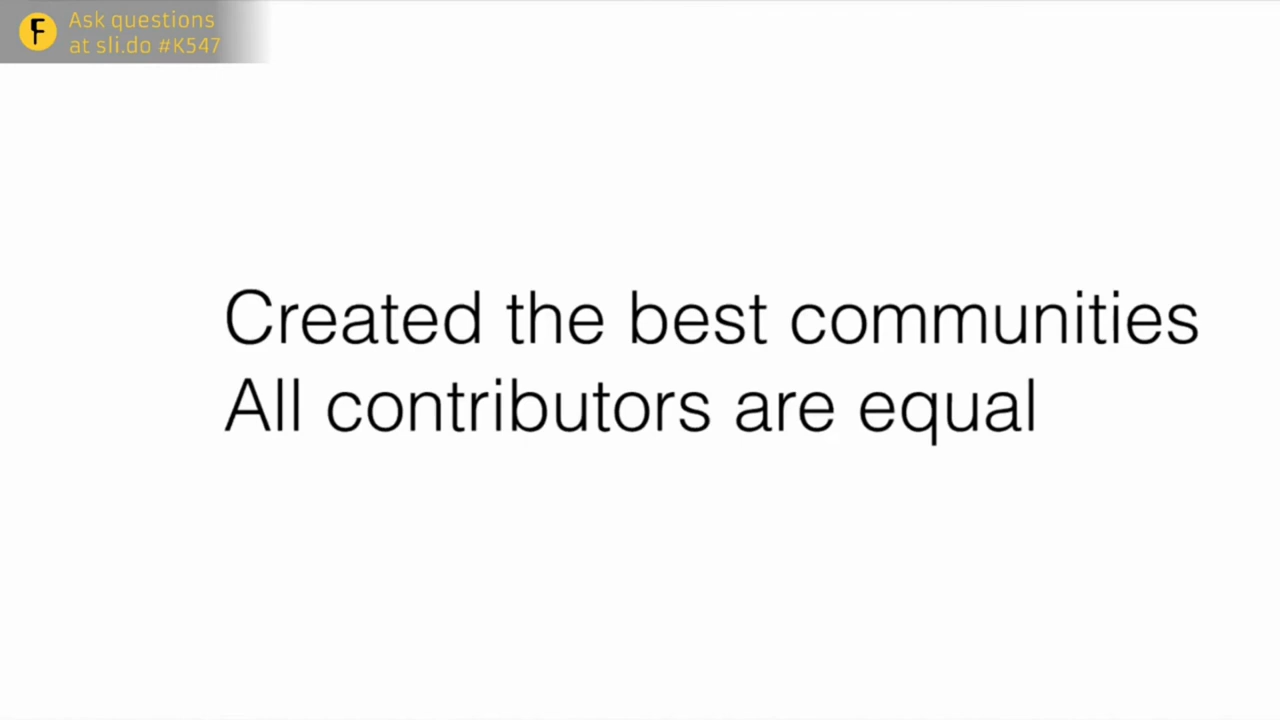 F
Ask questions
at sli.do #K547
Created the best communities
All contributors are equal